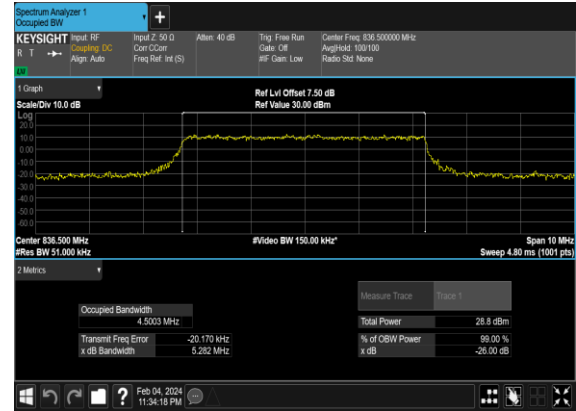 Spectrum Analyzer 1
Occupied BW
KEYSIGHT Input: RF Input Z: 50 Ω Atten: 40 dB Trig: Free Run Center Freq: 836.500000 MHz
R T Coupling: DC Corr CCorr Gate: Off Avg|Hold: 100/100
Align: Auto Freq Ref: Int (S) #IF Gain: Low Radio Std: None
LV
1 Graph
Ref Lvl Offset 7.50 dB
Scale/Div 10.0 dB Ref Value 30.00 dBm
Log
20.0
10.0
0.00
-10.0
-20.0
-30.0
-40.0
-50.0
-60.0
Center 836.500 MHz #Video BW 150.00 kHz* Span 10 MHz
#Res BW 51.000 kHz Sweep 4.80 ms (1001 pts)
2 Metrics
Measure Trace Trace 1
Occupied Bandwidth
4.5003 MHz
Total Power 28.8 dBm
Transmit Freq Error -20.170 kHz % of OBW Power 99.00 %
x dB Bandwidth 5.282 MHz x dB -26.00 dB
Feb 04, 2024
11:34:18 PM